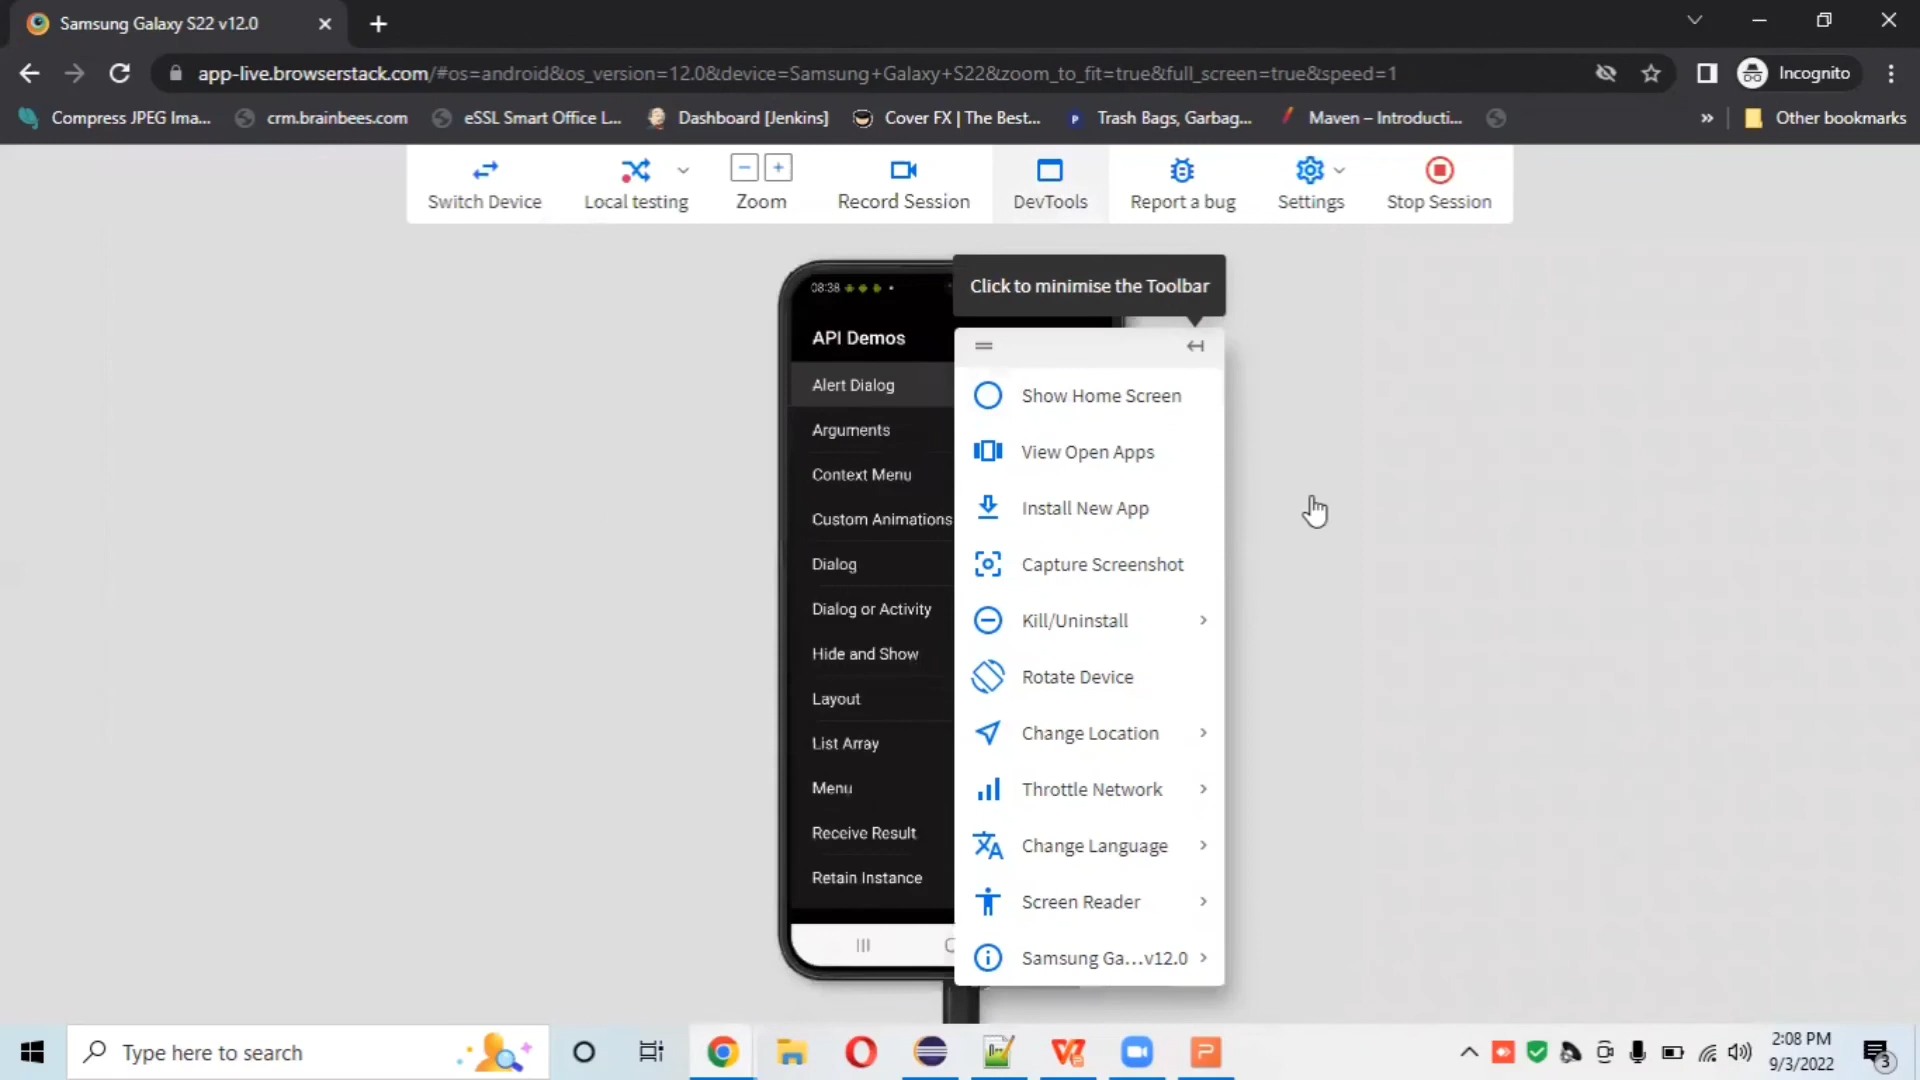 Samsung Galaxy S22 v12.0
app-live.browserstack.com/#os=android&os_version=12.0&device=Samsung+Galaxy+S22&zoom_to_fit=true&full_screen=true&speed=1
Incognito
Compress JPEG Ima...
crm.brainbees.com
eSSL Smart Office L...
Dashboard [Jenkins]
Cover FX | The Best...
Trash Bags, Garbag...
Maven – Introducti...
»
Other bookmarks
Switch Device
Local testing
Zoom
Record Session
DevTools
Report a bug
Settings
Stop Session
08:38
Click to minimise the Toolbar
API Demos
Alert Dialog
Arguments
Context Menu
Custom Animations
Dialog
Dialog or Activity
Hide and Show
Layout
List Array
Menu
Receive Result
Retain Instance
Show Home Screen
View Open Apps
Install New App
Capture Screenshot
Kill/Uninstall
Rotate Device
Change Location
Throttle Network
Change Language
Screen Reader
Samsung Ga...v12.0
Type here to search
2:08 PM
9/3/2022
3